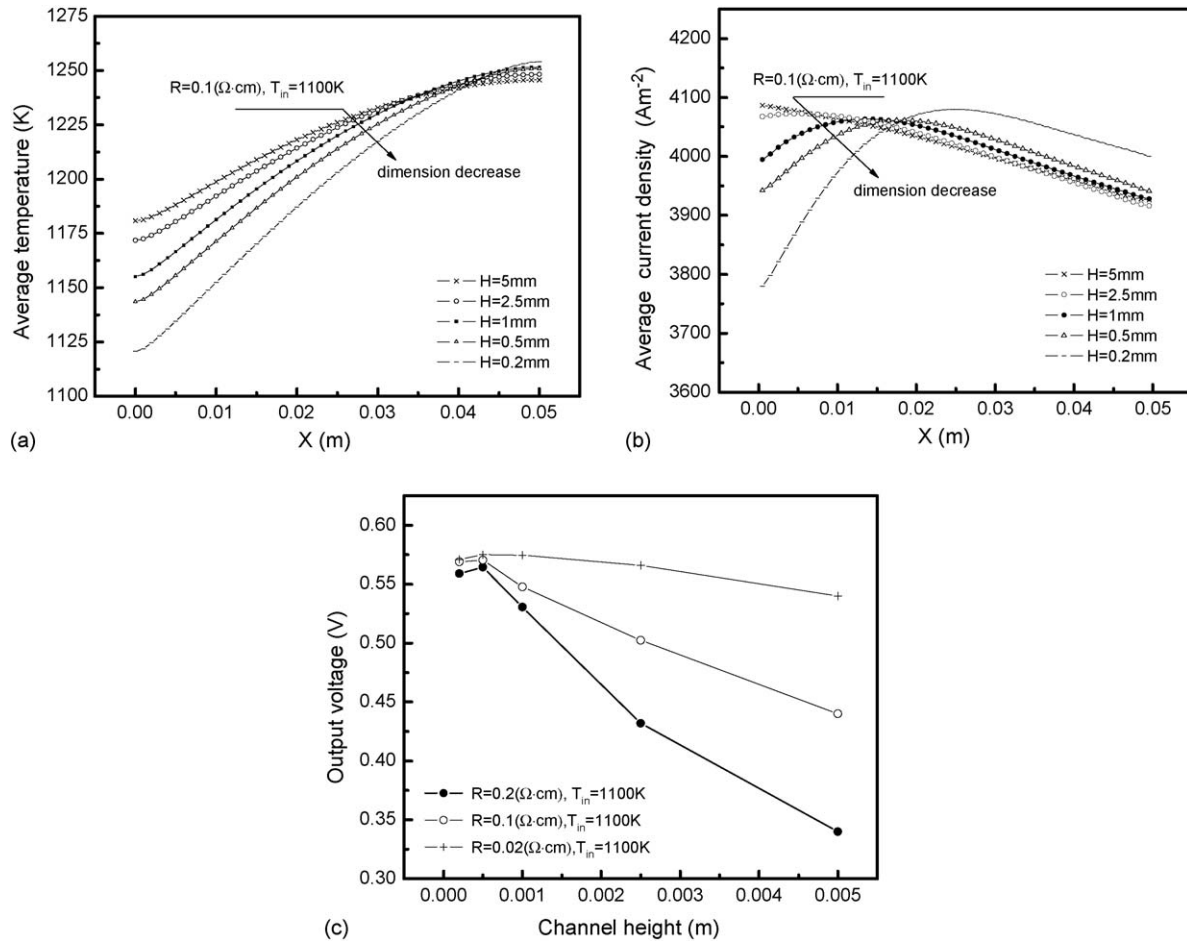 1275
1250
1225
1200
1175
1150
1125
1100
Average temperature (K)
R=0.1(Ω·cm), T_in=1100K
dimension decrease
H=5mm
H=2.5mm
H=1mm
H=0.5mm
H=0.2mm
0.00 0.01 0.02 0.03 0.04 0.05
X (m)
(a)
4200
4100
4000
3900
3800
3700
3600
Average current density (Am⁻²)
R=0.1(Ω·cm), T_in=1100K
dimension decrease
H=5mm
H=2.5mm
H=1mm
H=0.5mm
H=0.2mm
0.00 0.01 0.02 0.03 0.04 0.05
X (m)
(b)
0.60
0.55
0.50
0.45
0.40
0.35
0.30
Output voltage (V)
R=0.2(Ω·cm), T_in=1100K
R=0.1(Ω·cm),T_in=1100K
R=0.02(Ω·cm),T_in=1100K
0.000 0.001 0.002 0.003 0.004 0.005
Channel height (m)
(c)